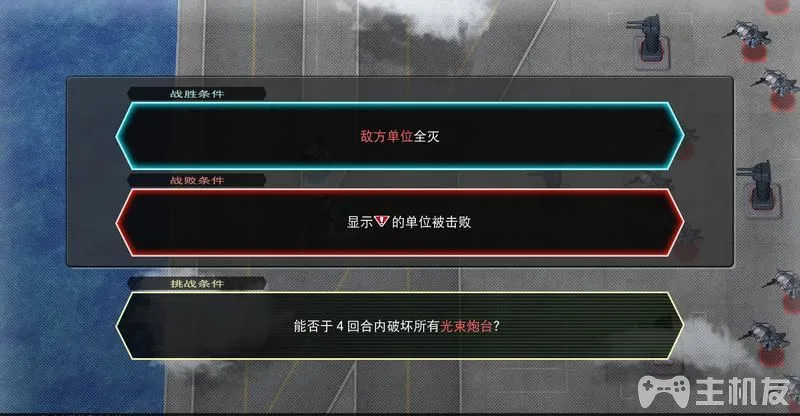 战胜条件
敌方单位全灭
战败条件
显示 的单位被击败
挑战条件
能否于 4 回合内破坏所有光束炮台?
主机友